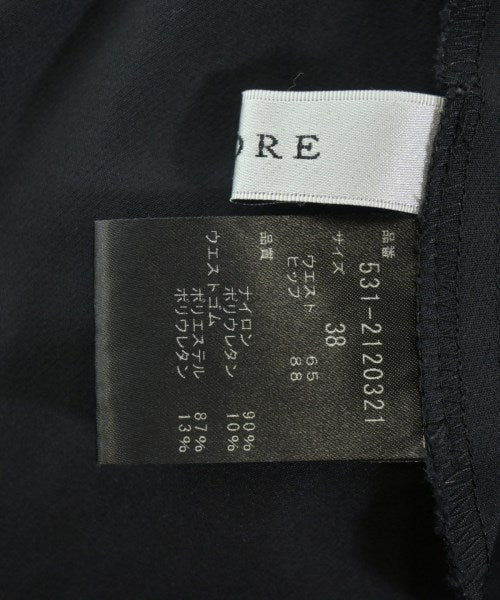 ORE
品番 531-2120321
サイズ 38
ウエスト 65
ヒップ 88
品質
ナイロン 90%
ポリウレタン 10%
ウエストゴム
ポリエステル 87%
ポリウレタン 13%